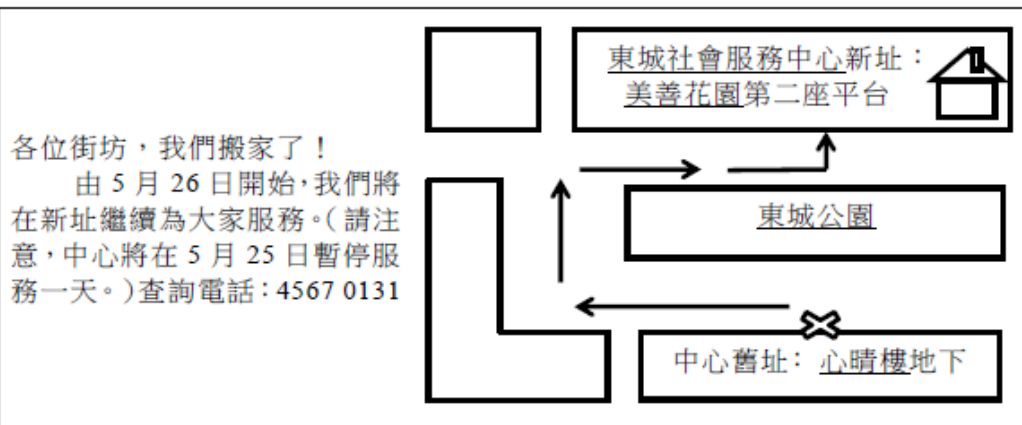 各位街坊，我們搬家了！
由 5 月 26 日開始，我們將
在新址繼續為大家服務。（請注
意，中心將在 5 月 25 日暫停服
務一天。）查詢電話：4567 0131
東城社會服務中心新址：
美善花園第二座平台
東城公園
中心舊址： 心晴樓地下